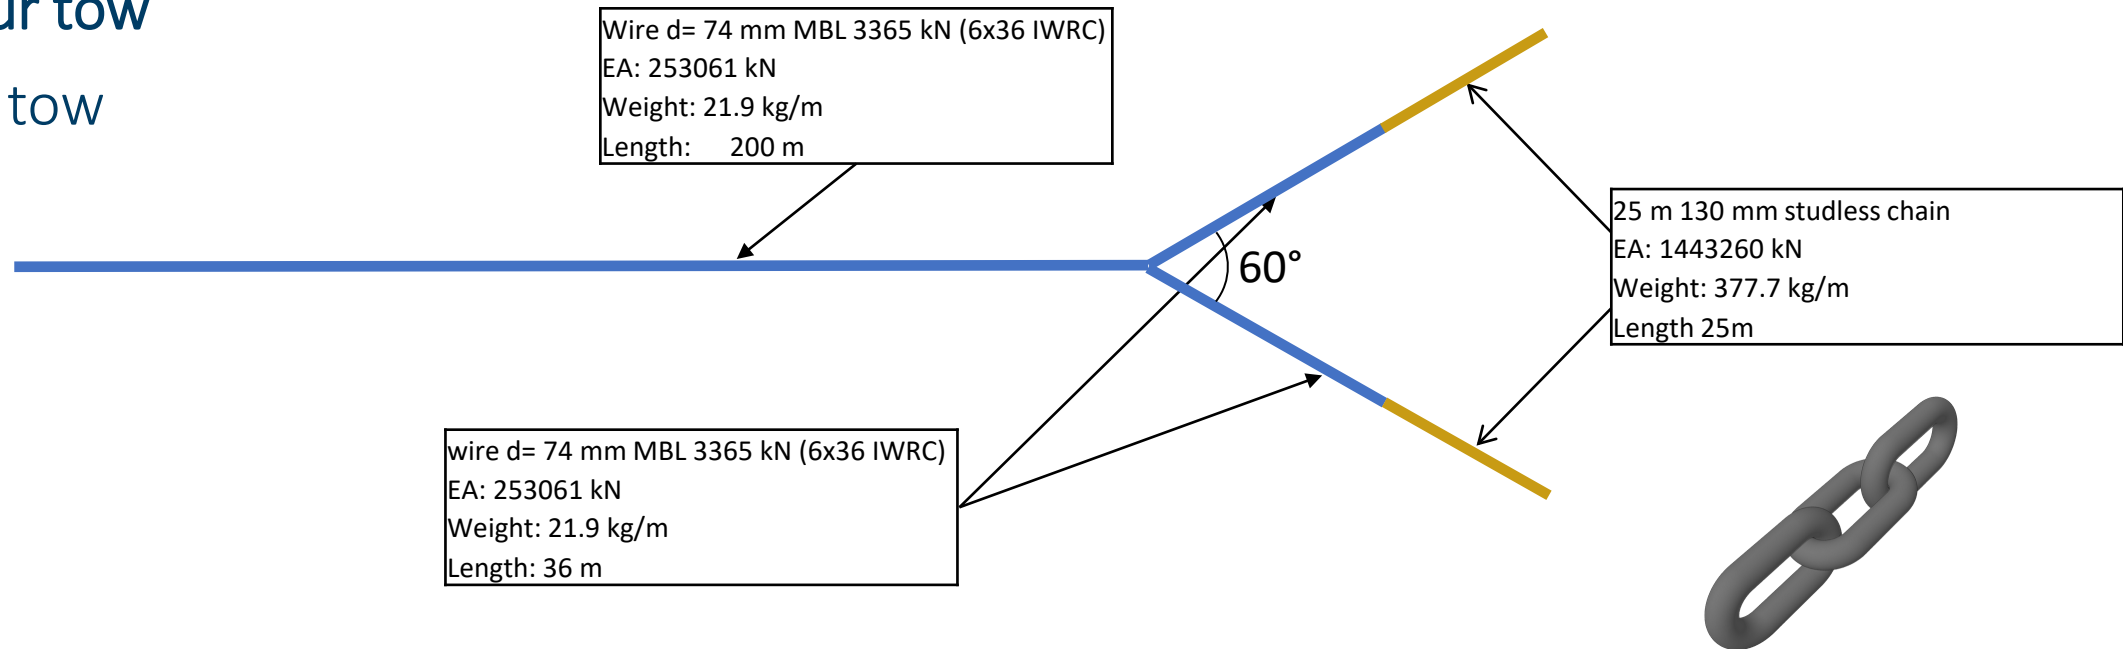 ur tow
tow
Wire d= 74 mm MBL 3365 kN (6x36 IWRC)
EA: 253061 kN
Weight: 21.9 kg/m
Length: 200 m
60°
25 m 130 mm studless chain
EA: 1443260 kN
Weight: 377.7 kg/m
Length 25m
wire d= 74 mm MBL 3365 kN (6x36 IWRC)
EA: 253061 kN
Weight: 21.9 kg/m
Length: 36 m